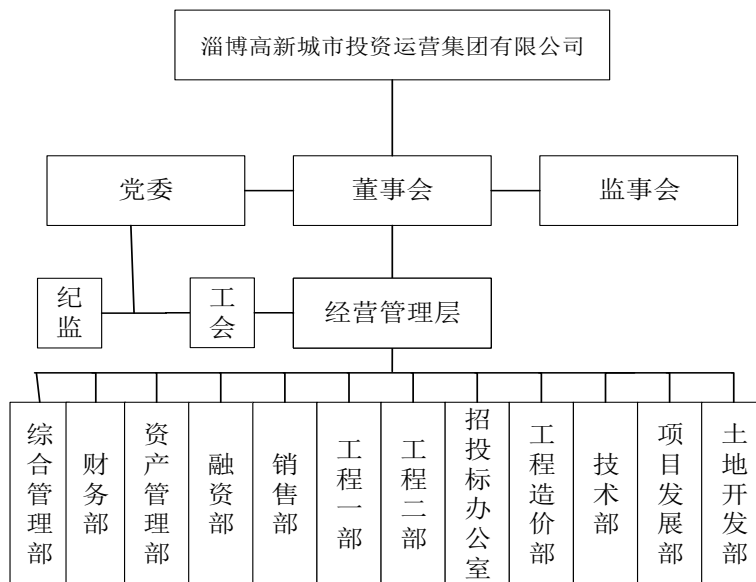 淄博高新城市投资运营集团有限公司
党委
董事会
监事会
纪监
工会
经营管理层
综合管理部
财务部
资产管理部
融资部
销售部
工程一部
工程二部
招投标办公室
工程造价部
技术部
项目发展部
土地开发部